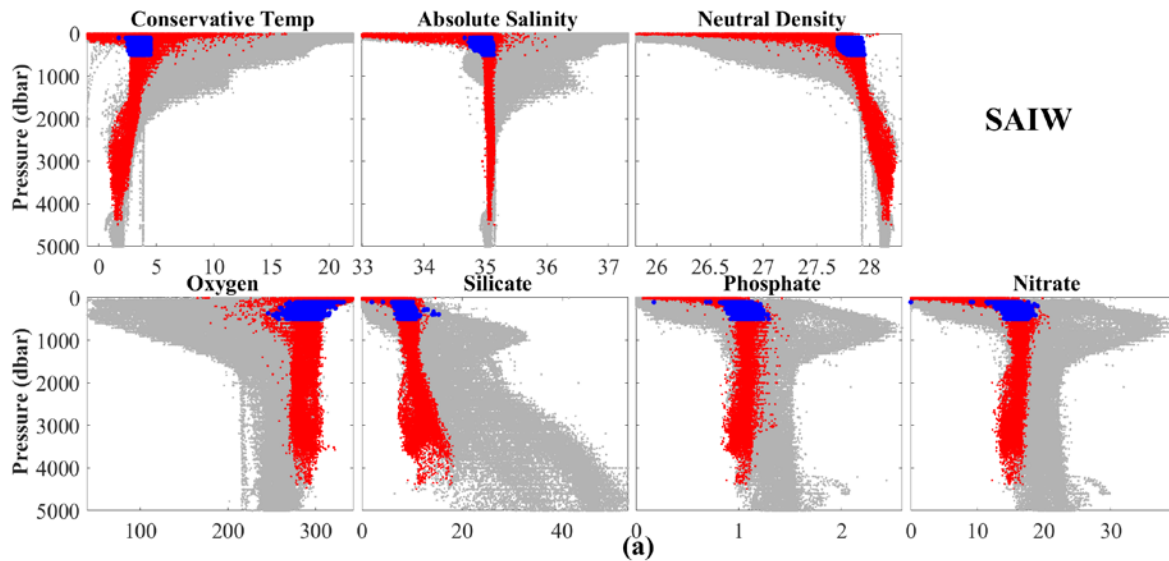 Conservative Temp Absolute Salinity Neutral Density
0
1000
2000
3000
4000
5000
Pressure (dbar)
0 5 10 15 20 33 34 35 36 37 26 26.5 27 27.5 28
SAIW
Oxygen Silicate Phosphate Nitrate
0
1000
2000
3000
4000
5000
Pressure (dbar)
100 200 300 0 20 40 0 1 2 0 10 20 30
(a)